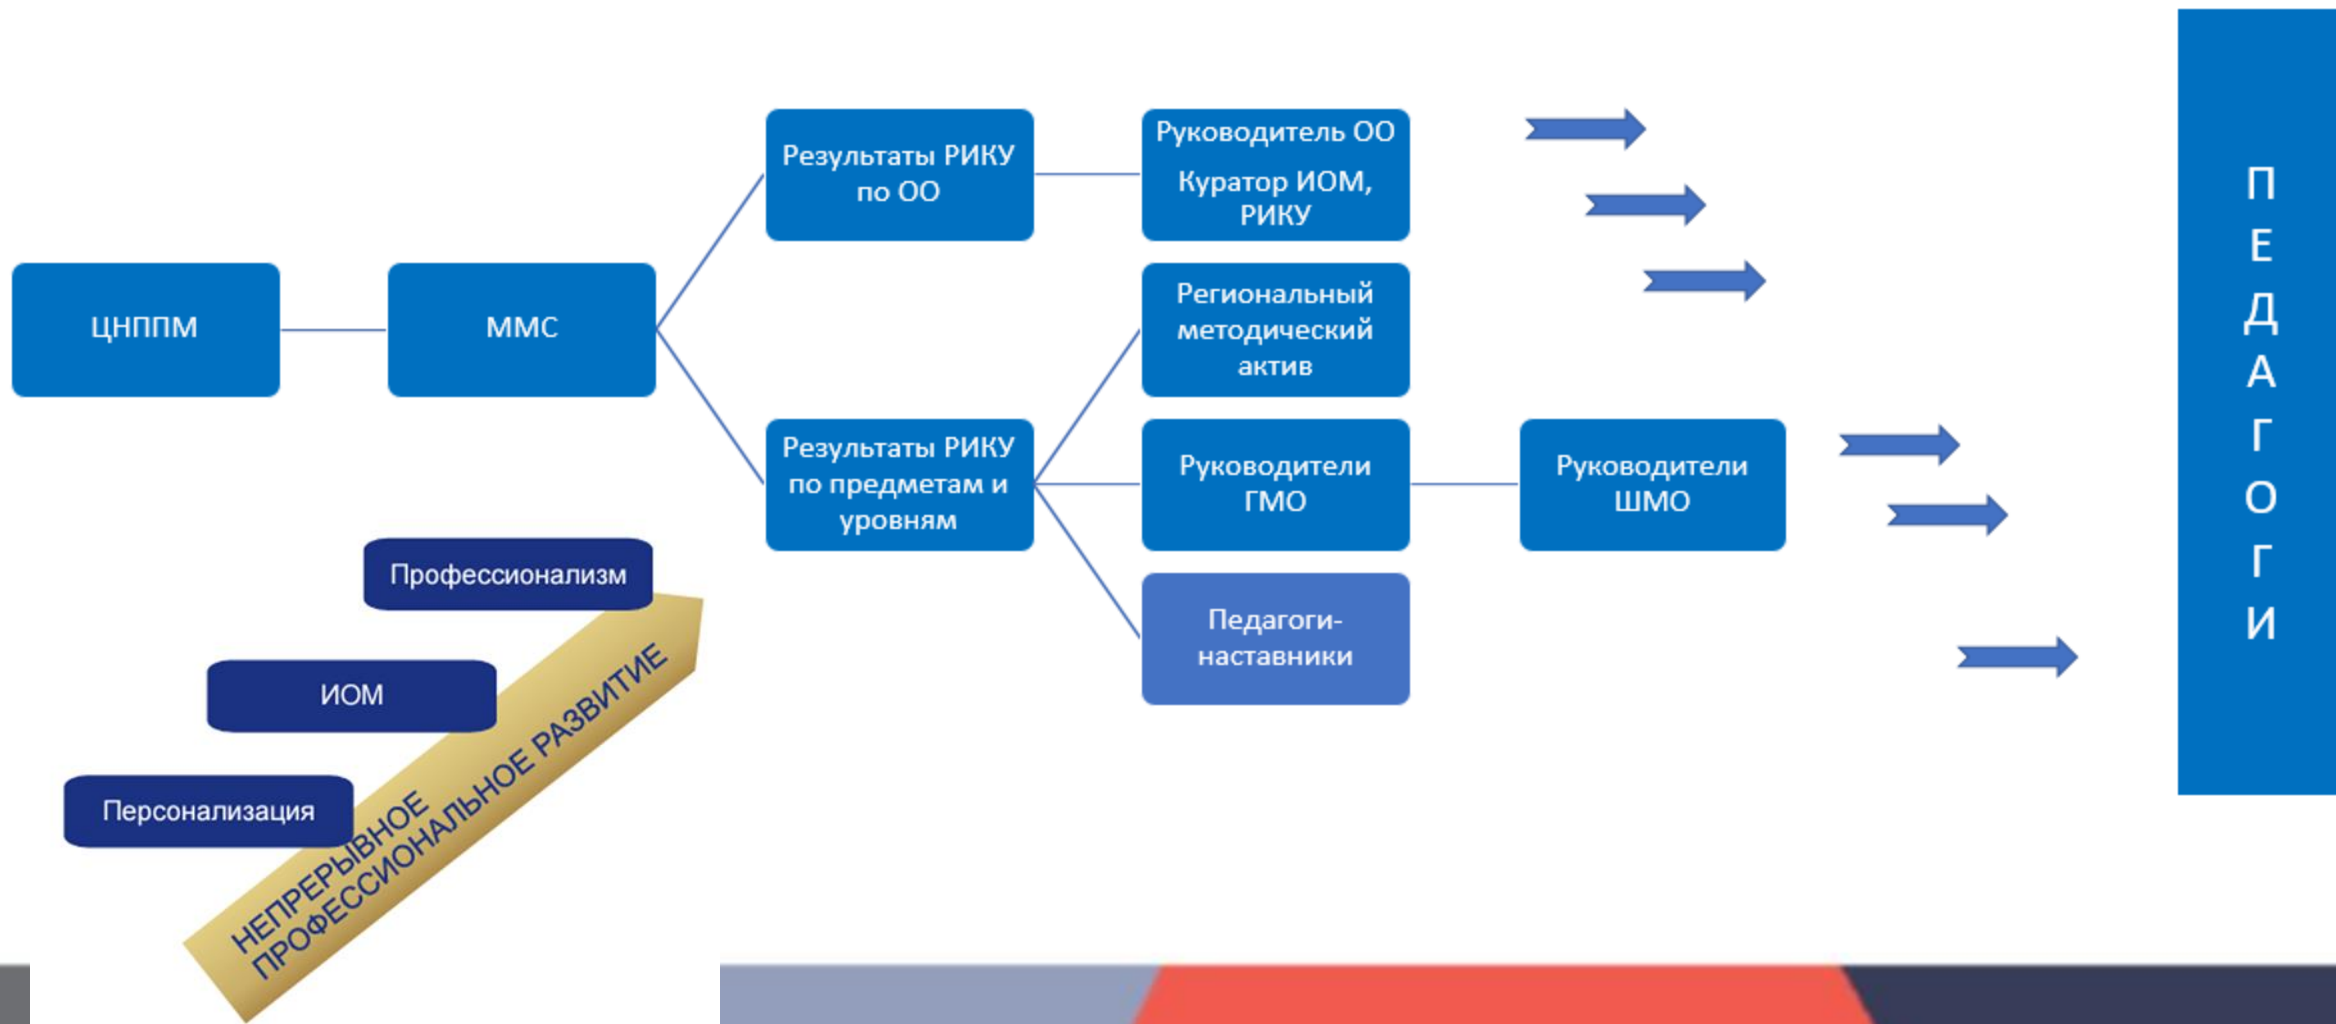 ЦНППМ
ММС
Результаты РИКУ
по ОО
Руководитель ОО
Куратор ИОМ,
РИКУ
Результаты РИКУ
по предметам и
уровням
Региональный
методический
актив
Руководители
ГМО
Педагоги-
наставники
Руководители
ШМО
П
Е
Д
А
Г
О
Г
И
Профессионализм
ИОМ
Персонализация
НЕПРЕРЫВНОЕ
ПРОФЕССИОНАЛЬНОЕ РАЗВИТИЕ